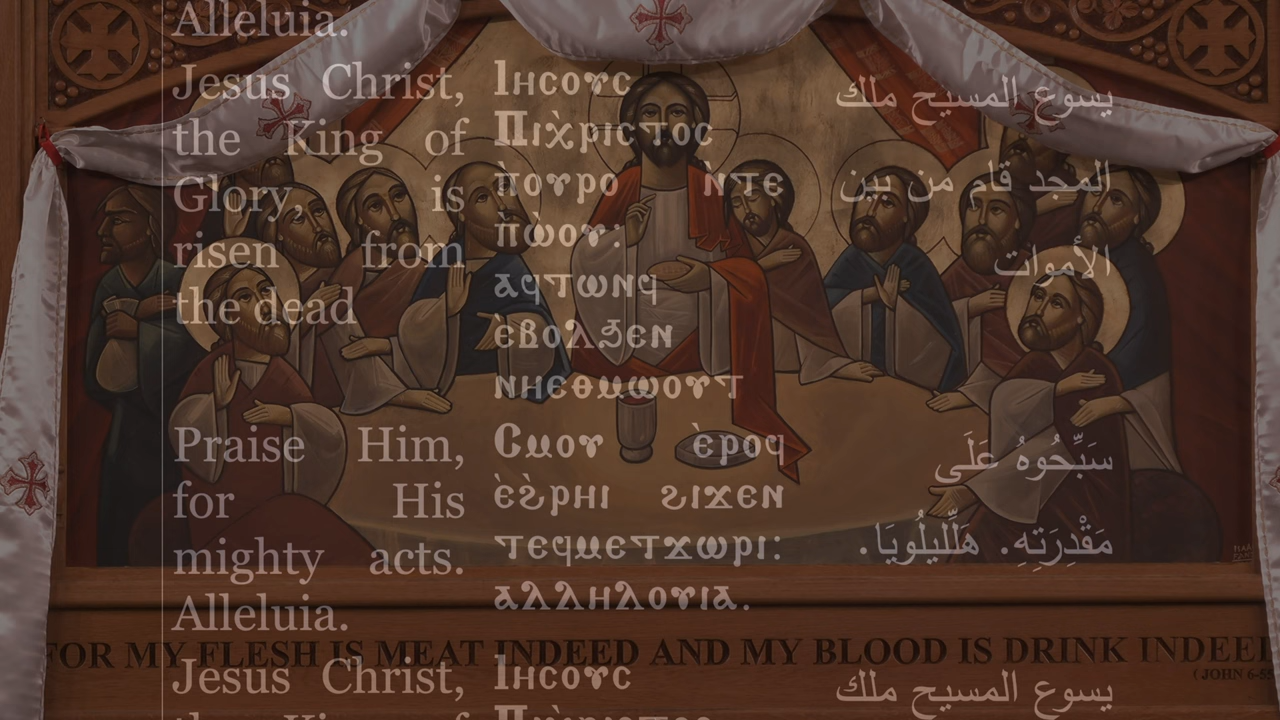 Alleluia.
Jesus Christ,
the King of
Glory, is
risen from
the dead
Praise Him,
for His
mighty acts.
Alleluia.
Jesus Christ,
Ⲓⲏⲥⲟⲩⲥ
Ⲡⲓⲭ̀ⲣⲓⲥⲧⲟⲥ
ⲡ̀ⲟⲩⲣⲟ ⲛ̀ⲧⲉ
ⲡ̀ⲱⲟⲩ:
ⲁϥⲧⲱⲛϥ
ⲉ̀ⲃⲟⲗϧⲉⲛ
ⲛⲏⲉⲑⲙⲱⲟⲩⲧ
Ⲥⲙⲟⲩ ⲉ̀ⲣⲟϥ
ⲉ̀ϩ̀ⲣⲏⲓ ϩⲓϫⲉⲛ
ⲧⲉϥⲙⲉⲧϫⲱⲣⲓ:
ⲁⲗⲗⲏⲗⲟⲩⲓⲁ.
Ⲓⲏⲥⲟⲩⲥ
Ⲡⲓⲭ̀ⲣⲓⲥⲧⲟⲥ
يسوع المسيح ملك
المجد قام من بين
الأموات
سَبِّحُوهُ عَلَى
مَقْدِرَتِهِ. هَلِّلِيلُويَا.
يسوع المسيح ملك
FOR MY FLESH IS MEAT INDEED AND MY BLOOD IS DRINK INDEED